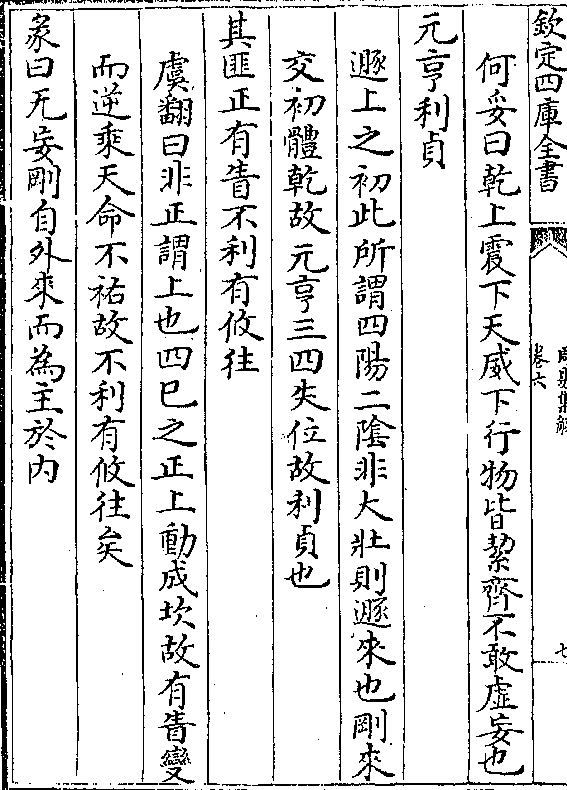 欽定四庫全書
周易集解
卷六
七
何妥曰乾上震下天威下行物皆絜齊不敢虚妄也
元亨利貞
遯上之初此所謂四陽二隂非大壯則遯來也剛來
交初體乾故元亨三四失位故利貞也
其匪正有眚不利有攸往
虞翻曰非正謂上也四巳之正上動成坎故有眚變
而逆乘天命不祐故不利有攸往矣
彖曰无妄剛自外來而為主於内